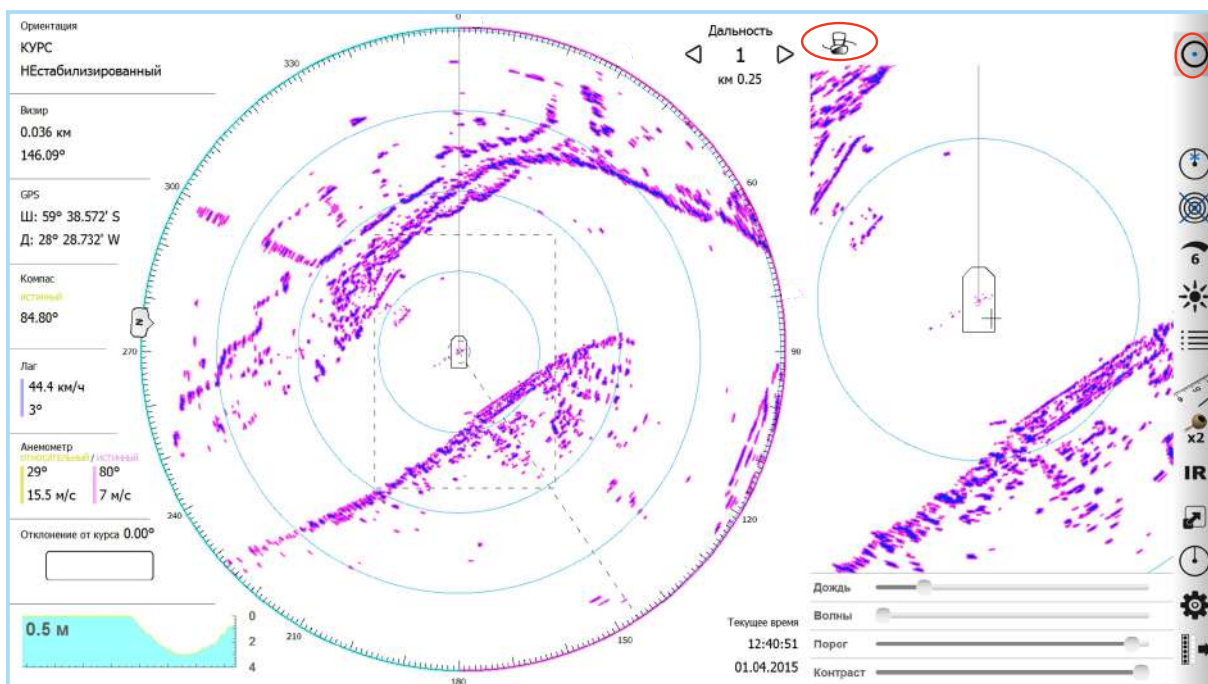 Ориентация
КУРС
НЕстабилизированный
Визир
0.036 км
146.09°
GPS
Ш: 59° 38.572' S
Д: 28° 28.732' W
Компас
ИСТИННЫЙ
84.80°
Лаг
44.4 км/ч
3°
Анемометр
ОТНОСИТЕЛЬНЫЙ / ИСТИННЫЙ
29° 80°
15.5 м/с 7 м/с
Отклонение от курса 0.00°
0.5 м
0
2
4
0
330
300
N
270
240
210
180
150
120
90
60
Дальность
1
км 0.25
Текущее время
12:40:51
01.04.2015
Дождь
Волны
Порог
Контраст
6
x2
IR